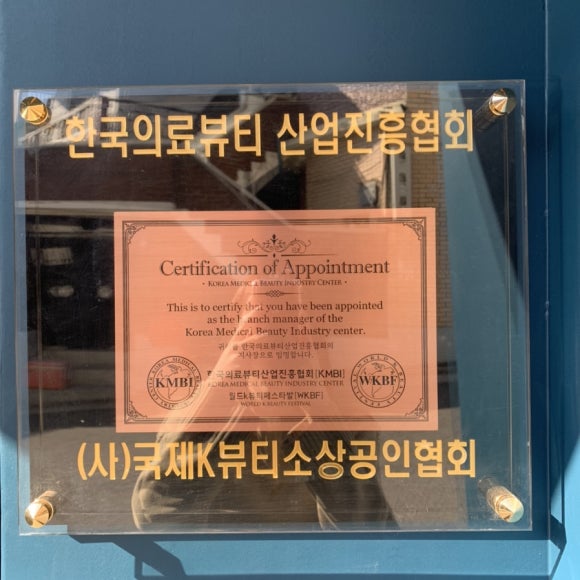 한국의료뷰티 산업진흥협회
Certification of Appointment
• KOREA MEDICAL BEAUTY INDUSTRY CENTER •
This is to certify that you have been appointed
as the branch manager of the
Korea Medical Beauty Industry center.
한국의료뷰티산업진흥협회의
지사장으로 임명합니다.
한국의료뷰티산업진흥협회[KMBI]
KOREA MEDICAL BEAUTY INDUSTRY CENTER
월드k뷰티페스타발[WKBF]
WORLD K BEAUTY FESTIVAL
KMBI
WKBF
(사)국제K뷰티소상공인협회